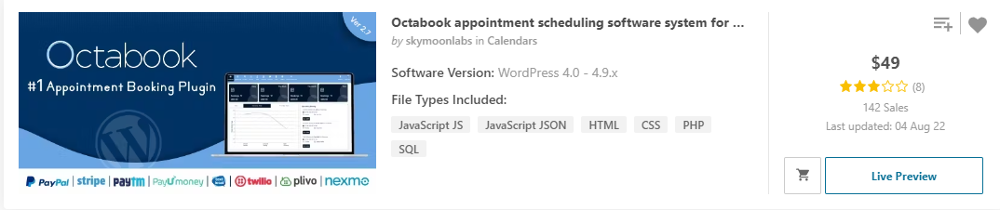 Ver 2.7
Octabook
#1 Appointment Booking Plugin
PayPal | stripe | paytm | PayUmoney | twilio | plivo | nexmo
Octabook appointment scheduling software system for ...
by skymoonlabs in Calendars
Software Version: WordPress 4.0 - 4.9.x
File Types Included:
JavaScript JS JavaScript JSON HTML CSS PHP
SQL
$49
(8)
142 Sales
Last updated: 04 Aug 22
Live Preview